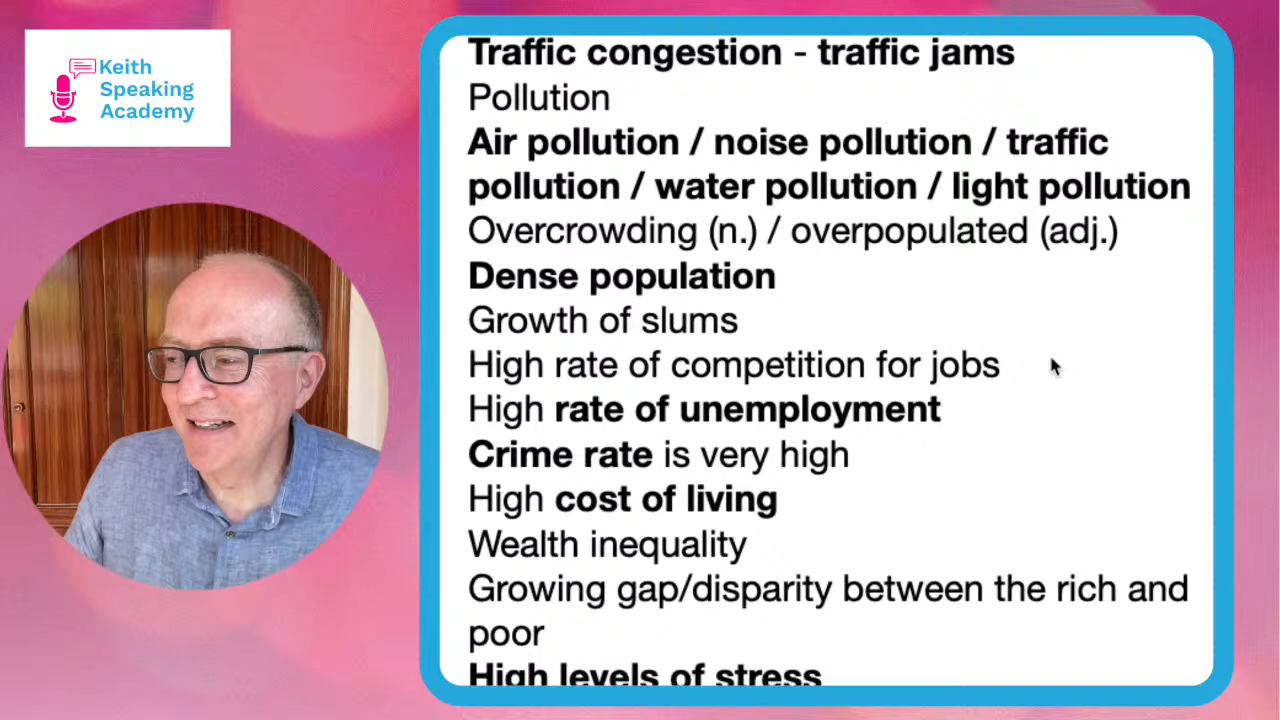 Keith
Speaking
Academy
Traffic congestion - traffic jams
Pollution
Air pollution / noise pollution / traffic
pollution / water pollution / light pollution
Overcrowding (n.) / overpopulated (adj.)
Dense population
Growth of slums
High rate of competition for jobs
High rate of unemployment
Crime rate is very high
High cost of living
Wealth inequality
Growing gap/disparity between the rich and
poor
High levels of stress